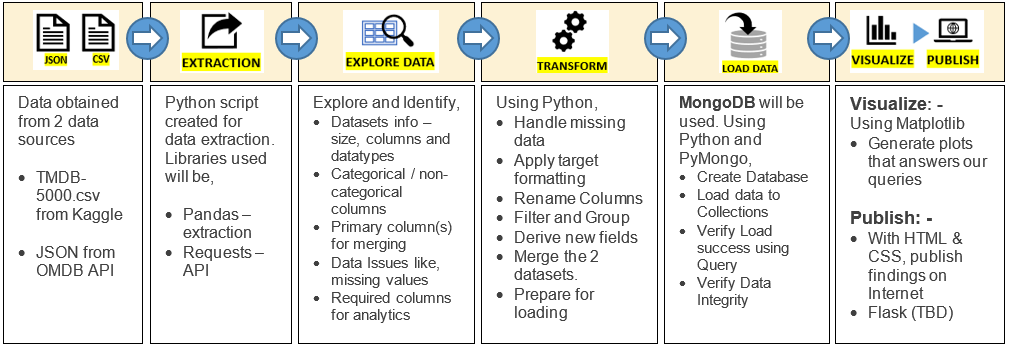 JSON
CSV
EXTRACTION
EXPLORE DATA
TRANSFORM
LOAD DATA
VISUALIZE
PUBLISH
Data obtained
from 2 data
sources
• TMDB-
5000.csv
from Kaggle
• JSON from
OMDB API
Python script
created for
data extraction.
Libraries used
will be,
• Pandas –
extraction
• Requests –
API
Explore and Identify,
• Datasets info –
size, columns and
datatypes
• Categorical / non-
categorical
columns
• Primary column(s)
for merging
• Data Issues like,
missing values
• Required columns
for analytics
Using Python,
• Handle missing
data
• Apply target
formatting
• Rename Columns
• Filter and Group
• Derive new fields
• Merge the 2
datasets.
• Prepare for
loading
MongoDB will be
used. Using
Python and
PyMongo,
• Create Database
• Load data to
Collections
• Verify Load
success using
Query
• Verify Data
Integrity
Visualize: -
Using Matplotlib
• Generate plots
that answers our
queries
Publish: -
• With HTML &
CSS, publish
findings on
Internet
• Flask (TBD)